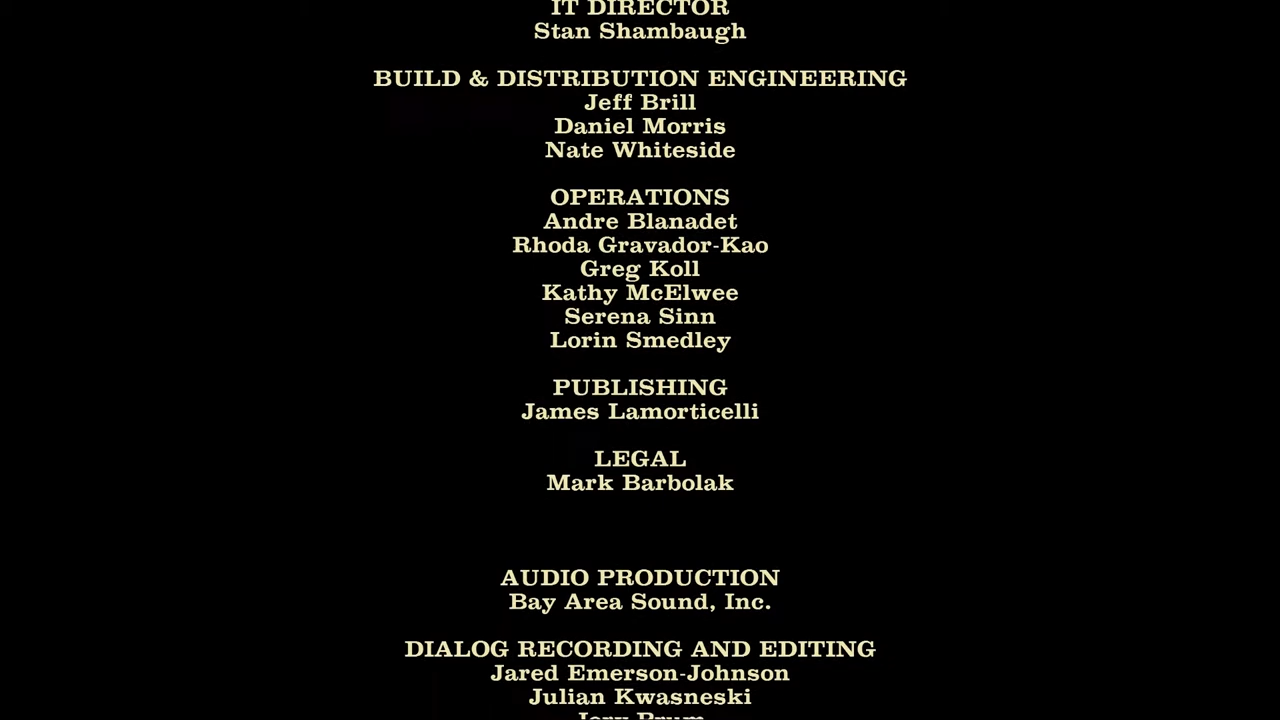 IT DIRECTOR
Stan Shambaugh
BUILD & DISTRIBUTION ENGINEERING
Jeff Brill
Daniel Morris
Nate Whiteside
OPERATIONS
Andre Blanadet
Rhoda Gravador-Kao
Greg Koll
Kathy McElwee
Serena Sinn
Lorin Smedley
PUBLISHING
James Lamorticelli
LEGAL
Mark Barbolak
AUDIO PRODUCTION
Bay Area Sound, Inc.
DIALOG RECORDING AND EDITING
Jared Emerson-Johnson
Julian Kwasneski
Jory Prum